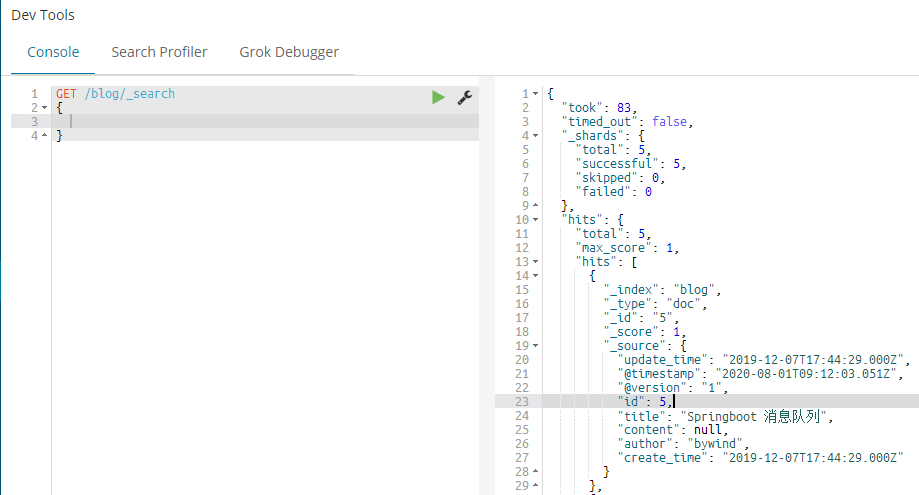 Dev Tools
Console Search Profiler Grok Debugger
1 GET /blog/_search
2 {
3
4 }
1 {
2 "took": 83,
3 "timed_out": false,
4 "_shards": {
5 "total": 5,
6 "successful": 5,
7 "skipped": 0,
8 "failed": 0
9 },
10 "hits": {
11 "total": 5,
12 "max_score": 1,
13 "hits": [
14 {
15 "_index": "blog",
16 "_type": "doc",
17 "_id": "5",
18 "_score": 1,
19 "_source": {
20 "update_time": "2019-12-07T17:44:29.000Z",
21 "@timestamp": "2020-08-01T09:12:03.051Z",
22 "@version": "1",
23 "id": 5,
24 "title": "Springboot 消息队列",
25 "content": null,
26 "author": "bywind",
27 "create_time": "2019-12-07T17:44:29.000Z"
28 }
29 },